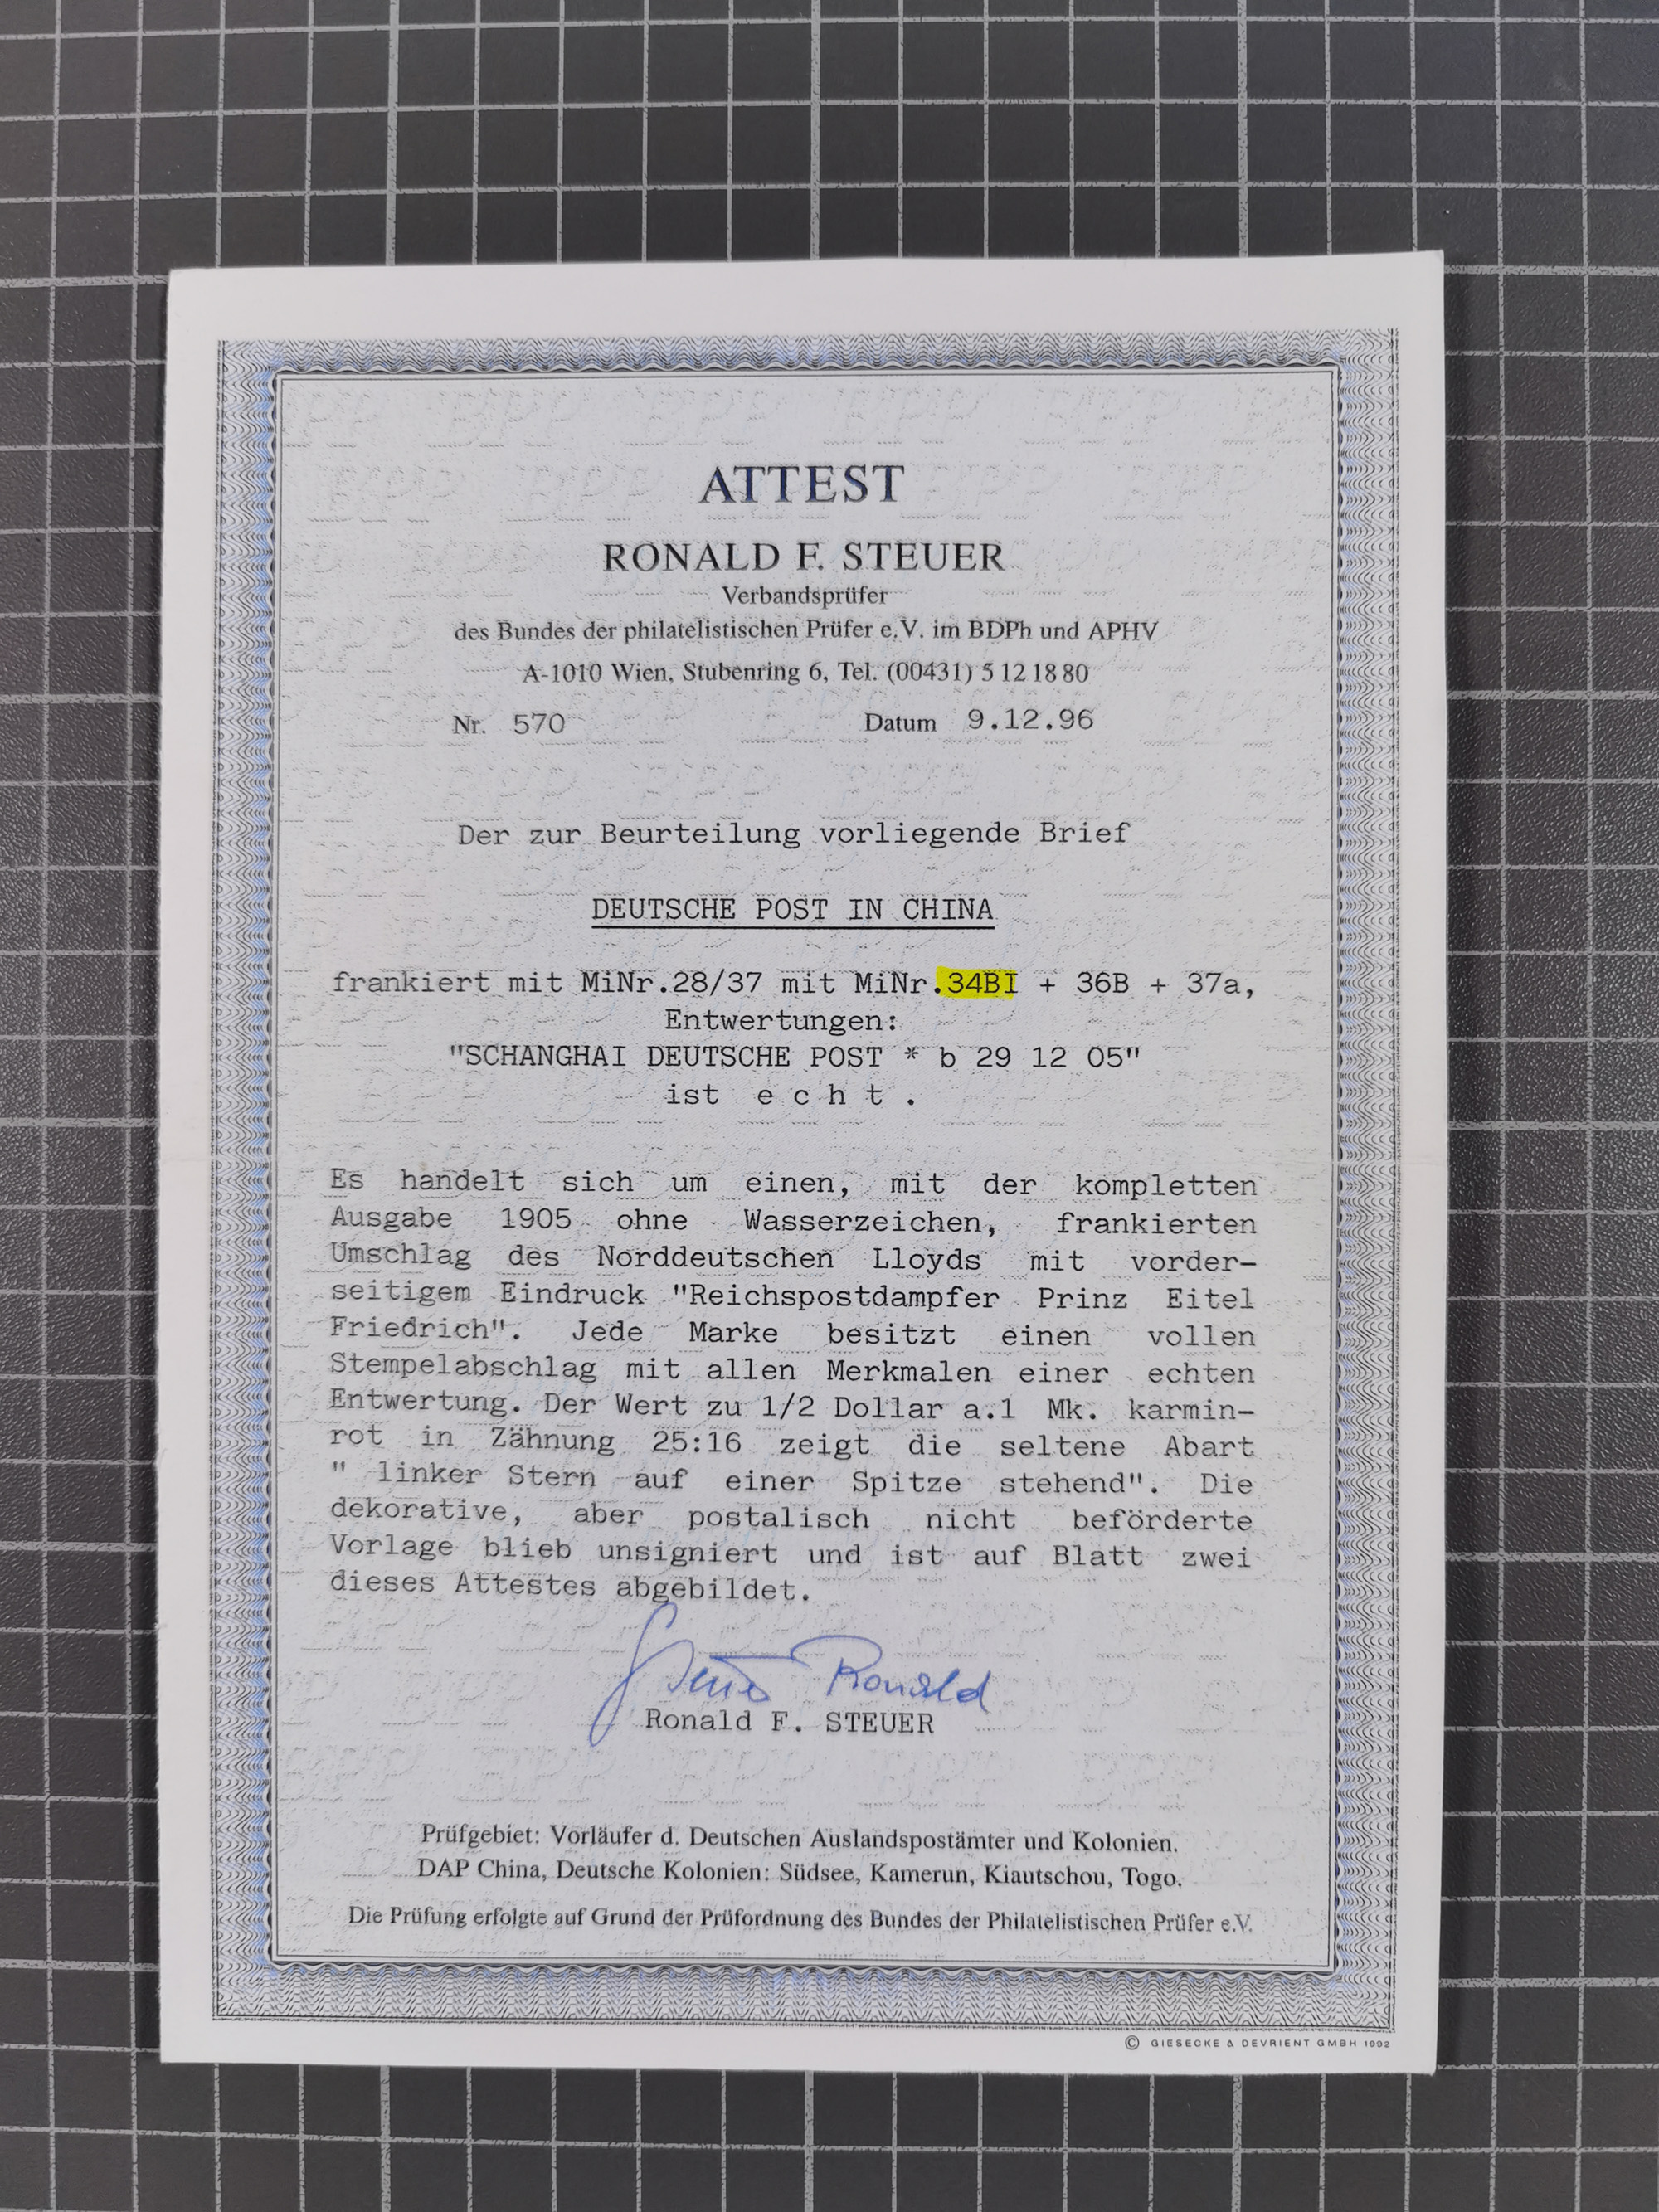 ATTEST
RONALD F. STEUER
Verbandsprüfer
des Bundes der philatelistischen Prüfer e.V. im BDPh und APHV
A-1010 Wien, Stubenring 6, Tel. (00431) 5 12 18 80
Nr. 570 Datum 9.12.96
Der zur Beurteilung vorliegende Brief
DEUTSCHE POST IN CHINA
frankiert mit MiNr.28/37 mit MiNr.34BI + 36B + 37a,
Entwertungen:
"SCHANGHAI DEUTSCHE POST * b 29 12 05"
ist e c h t .
Es handelt sich um einen, mit der kompletten
Ausgabe 1905 ohne Wasserzeichen, frankierten
Umschlag des Norddeutschen Lloyds mit vorder-
seitigem Eindruck "Reichspostdampfer Prinz Eitel
Friedrich". Jede Marke besitzt einen vollen
Stempelabschlag mit allen Merkmalen einer echten
Entwertung. Der Wert zu 1/2 Dollar a.1 Mk. karmin-
rot in Zähnung 25:16 zeigt die seltene Abart
" linker Stern auf einer Spitze stehend". Die
dekorative, aber postalisch nicht beförderte
Vorlage blieb unsigniert und ist auf Blatt zwei
dieses Attestes abgebildet.
Steuer Ronald
Ronald F. STEUER
Prüfgebiet: Vorläufer d. Deutschen Auslandspostämter und Kolonien.
DAP China, Deutsche Kolonien: Südsee, Kamerun, Kiautschou, Togo.
Die Prüfung erfolgte auf Grund der Prüfordnung des Bundes der Philatelistischen Prüfer e.V.
© GIESECKE & DEVRIENT GMBH 1992